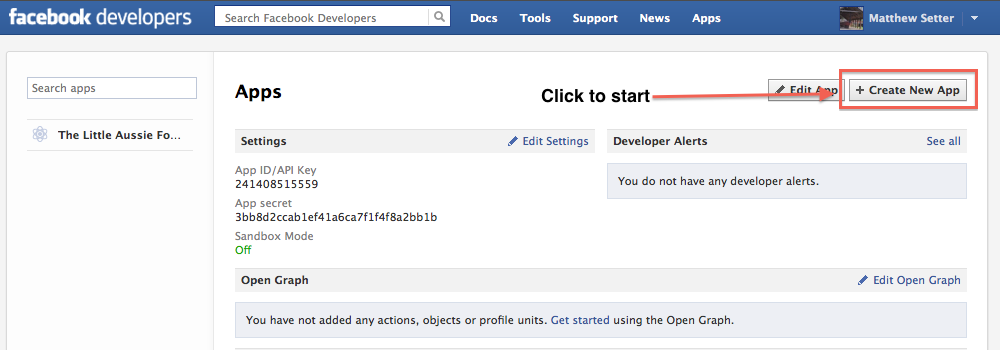 facebook developers
Search Facebook Developers
Docs Tools Support News Apps
Matthew Setter
Search apps
The Little Aussie Fo...
Apps
Click to start
Edit App
+ Create New App
Settings
Edit Settings
App ID/API Key
241408515559
App secret
3bb8d2ccab1ef41a6ca7f1f4f8a2bb1b
Sandbox Mode
Off
Developer Alerts
See all
You do not have any developer alerts.
Open Graph
Edit Open Graph
You have not added any actions, objects or profile units. Get started using the Open Graph.